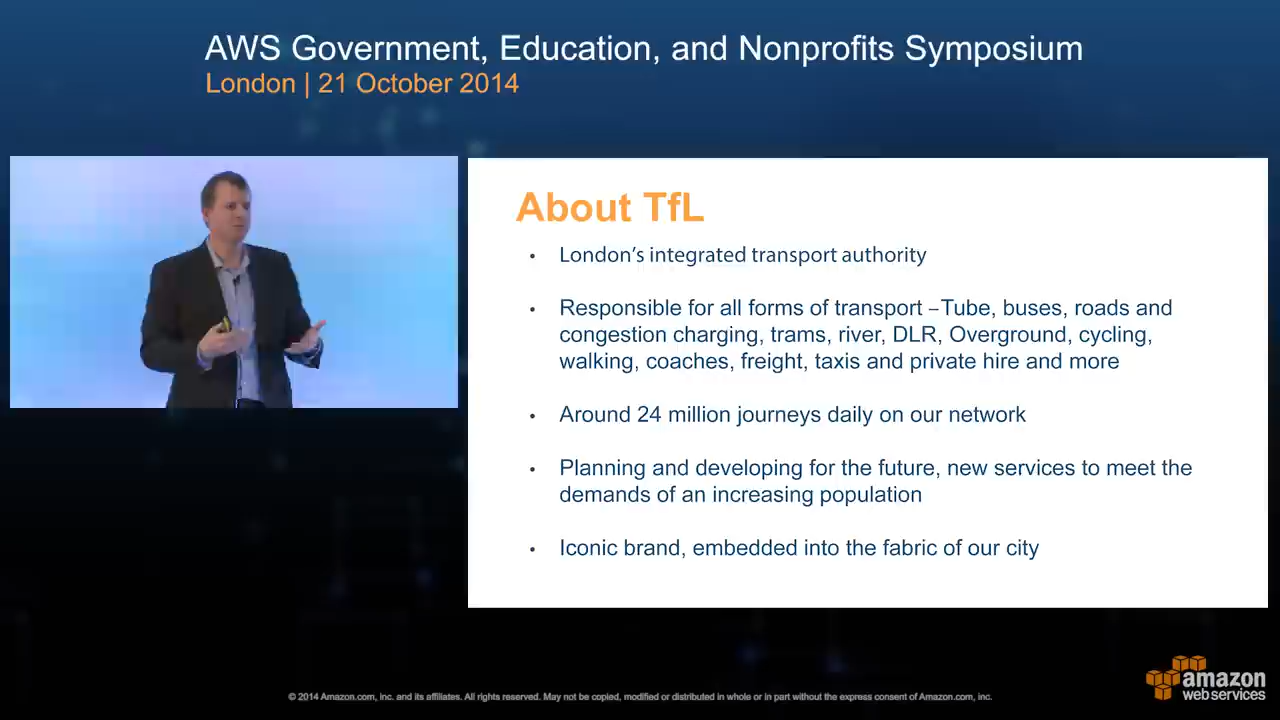 AWS Government, Education, and Nonprofits Symposium
London | 21 October 2014
About TfL
• London’s integrated transport authority
• Responsible for all forms of transport –Tube, buses, roads and
congestion charging, trams, river, DLR, Overground, cycling,
walking, coaches, freight, taxis and private hire and more
• Around 24 million journeys daily on our network
• Planning and developing for the future, new services to meet the
demands of an increasing population
• Iconic brand, embedded into the fabric of our city
© 2014 Amazon.com, inc. and its affiliates. All rights reserved. May not be copied, modified or distributed in whole or in part without the express consent of Amazon.com, inc.
amazon
web services